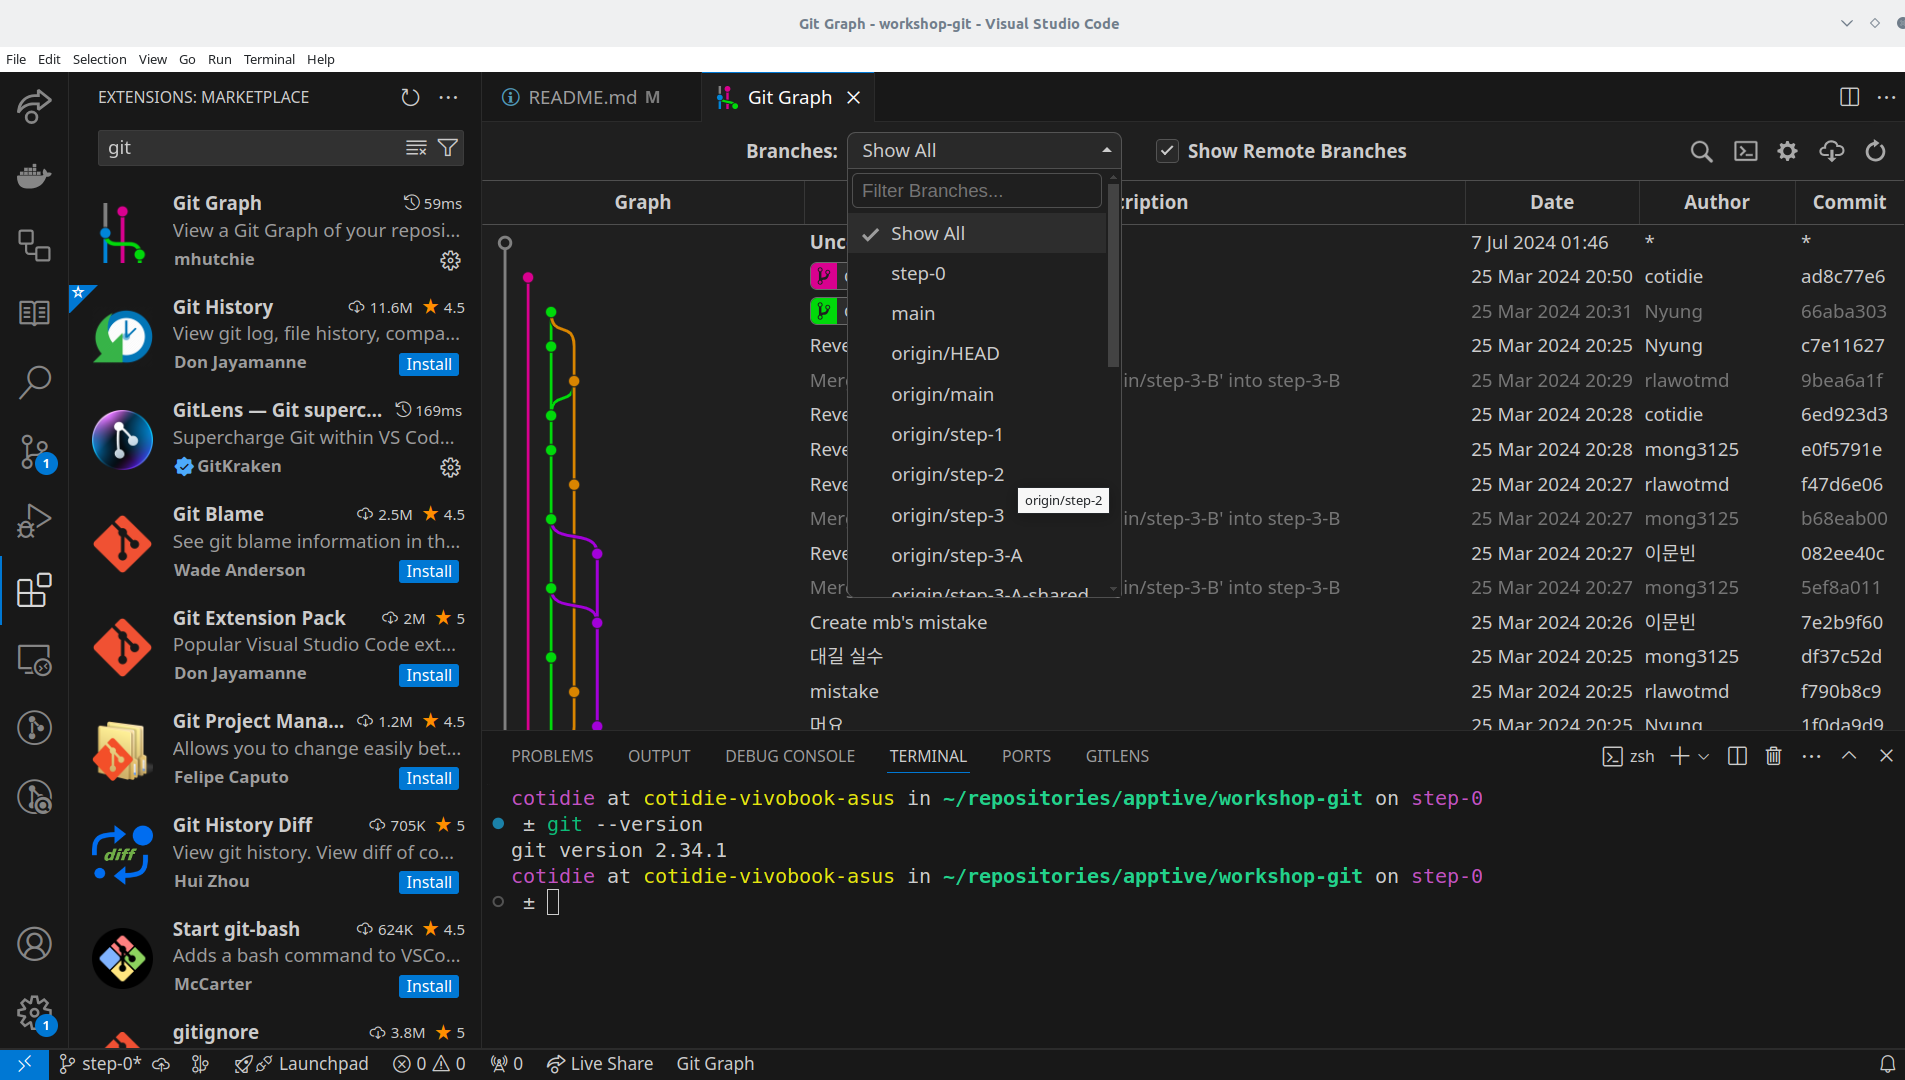 Git Graph - workshop-git - Visual Studio Code
File Edit Selection View Go Run Terminal Help
EXTENSIONS: MARKETPLACE
git
Git Graph 59ms
View a Git Graph of your reposi...
mhutchie
Git History 11.6M 4.5
View git log, file history, compa...
Don Jayamanne Install
GitLens — Git superc... 169ms
Supercharge Git within VS Cod...
GitKraken
Git Blame 2.5M 4.5
See git blame information in th...
Wade Anderson Install
Git Extension Pack 2M 5
Popular Visual Studio Code ext...
Don Jayamanne Install
Git Project Mana... 1.2M 4.5
Allows you to change easily bet...
Felipe Caputo Install
Git History Diff 705K 5
View git history. View diff of co...
diff
Hui Zhou Install
Start git-bash 624K 4.5
Adds a bash command to VSCo...
McCarter Install
gitignore 3.8M 5
1
1
README.md M Git Graph
Branches: Show All Show Remote Branches
Filter Branches...
Show All
step-0
main
origin/HEAD
origin/main
origin/step-1
origin/step-2
origin/step-2
origin/step-3
origin/step-3-A
origin/step-3-A-shared
Graph ription Date Author Commit
Unc 7 Jul 2024 01:46 * *
25 Mar 2024 20:50 cotidie ad8c77e6
25 Mar 2024 20:31 Nyung 66aba303
Reve 25 Mar 2024 20:25 Nyung c7e11627
Merg in/step-3-B' into step-3-B 25 Mar 2024 20:29 rlawotmd 9bea6a1f
Reve 25 Mar 2024 20:28 cotidie 6ed923d3
Reve 25 Mar 2024 20:28 mong3125 e0f5791e
Reve 25 Mar 2024 20:27 rlawotmd f47d6e06
Merg in/step-3-B' into step-3-B 25 Mar 2024 20:27 mong3125 b68eab00
Reve 25 Mar 2024 20:27 이문빈 082ee40c
Merg in/step-3-B' into step-3-B 25 Mar 2024 20:27 mong3125 5ef8a011
Create mb's mistake 25 Mar 2024 20:26 이문빈 7e2b9f60
대길 실수 25 Mar 2024 20:25 mong3125 df37c52d
mistake 25 Mar 2024 20:25 rlawotmd f790b8c9
머요 25 Mar 2024 20:25 Nyung 1f0da9d9
PROBLEMS OUTPUT DEBUG CONSOLE TERMINAL PORTS GITLENS zsh
cotidie at cotidie-vivobook-asus in ~/repositories/apptive/workshop-git on step-0
± git --version
git version 2.34.1
cotidie at cotidie-vivobook-asus in ~/repositories/apptive/workshop-git on step-0
±
step-0* Launchpad 0 0 0 Live Share Git Graph